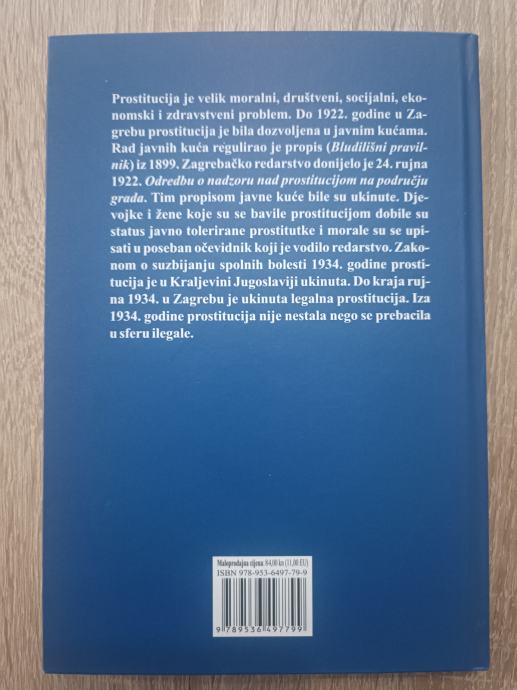 Prostitucija je velik moralni, društveni, socijalni, eko-
nomski i zdravstveni problem. Do 1922. godine u Za-
grebu prostitucija je bila dozvoljena u javnim kućama.
Rad javnih kuća regulirao je propis (Bludilišni pravil-
nik) iz 1899. Zagrebačko redarstvo donijelo je 24. rujna
1922. Odredbu o nadzoru nad prostitucijom na području
grada. Tim propisom javne kuće bile su ukinute. Dje-
vojke i žene koje su se bavile prostitucijom dobile su
status javno tolerirane prostitutke i morale su se upi-
sati u poseban očevidnik koji je vodilo redarstvo. Zako-
nom o suzbijanju spolnih bolesti 1934. godine prosti-
tucija je u Kraljevini Jugoslaviji ukinuta. Do kraja ruj-
na 1934. u Zagrebu je ukinuta legalna prostitucija. Iza
1934. godine prostitucija nije nestala nego se prebacila
u sferu ilegale.
Maloprodajna cijena: 84,00 kn (11,00 EU)
ISBN 978-953-6497-79-9
9 789536 497799